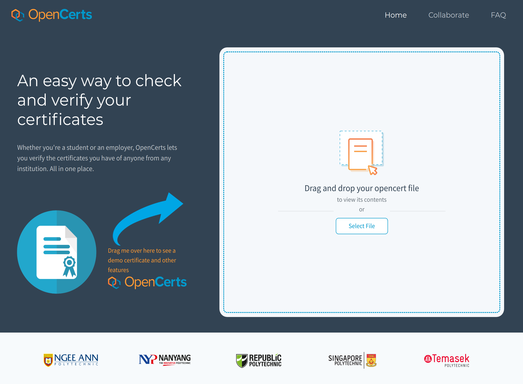 OpenCerts
Home Collaborate FAQ
An easy way to check
and verify your
certificates
Whether you're a student or an employer, OpenCerts lets
you verify the certificates you have of anyone from any
institution. All in one place.
Drag me over here to see a
demo certificate and other
features
OpenCerts
Drag and drop your opencert file
to view its contents
or
Select File
NGEE ANN
POLYTECHNIC
NYP NANYANG
POLYTECHNIC
REPUBLIC
POLYTECHNIC
SINGAPORE
POLYTECHNIC
Temasek
POLYTECHNIC